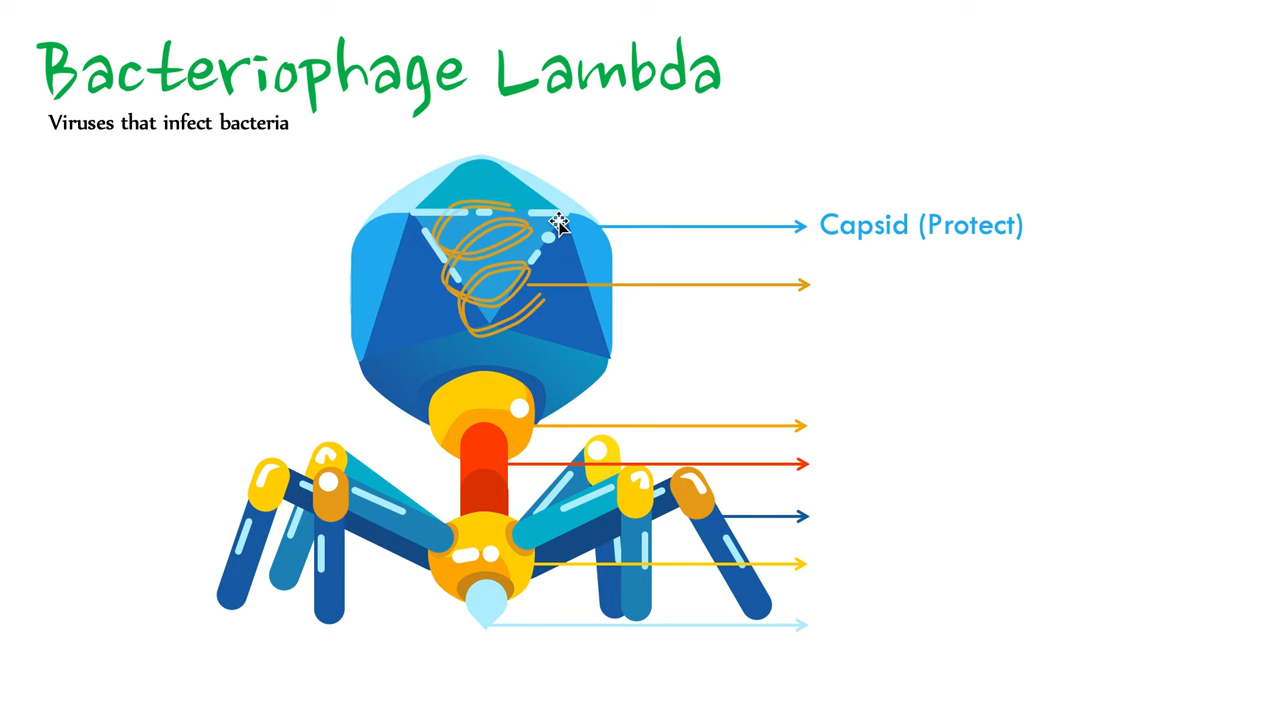 Bacteriophage Lambda
Viruses that infect bacteria
Capsid (Protect)